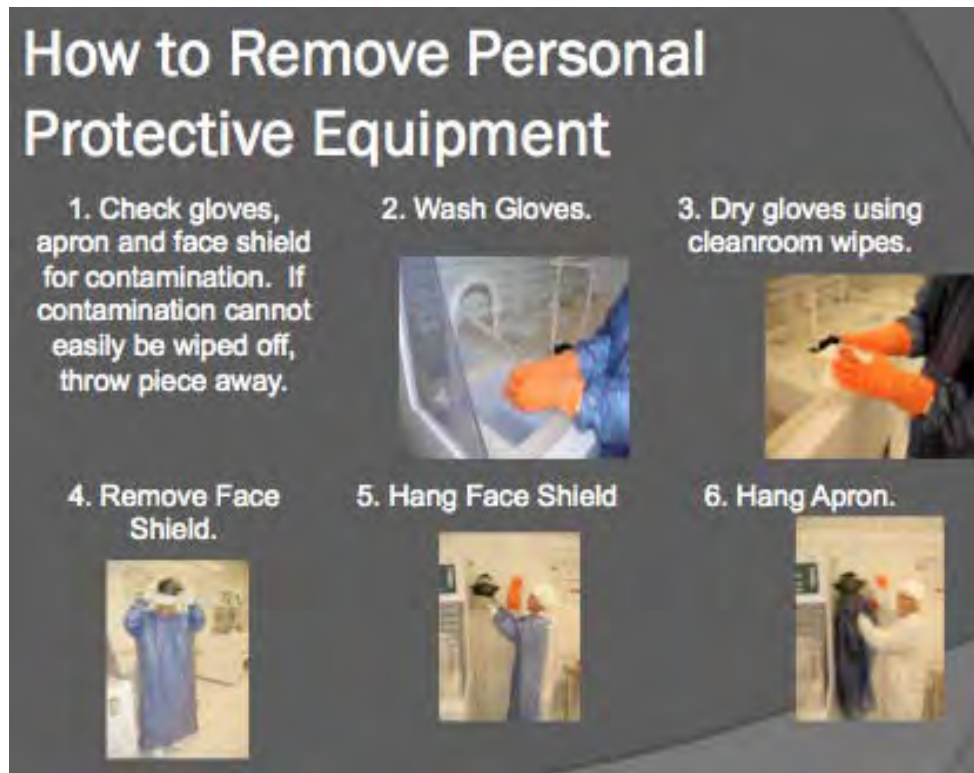 How to Remove Personal
Protective Equipment
1. Check gloves,
apron and face shield
for contamination.  If
contamination cannot
easily be wiped off,
throw piece away.
2. Wash Gloves.
3. Dry gloves using
cleanroom wipes.
4. Remove Face
Shield.
5. Hang Face Shield
6. Hang Apron.